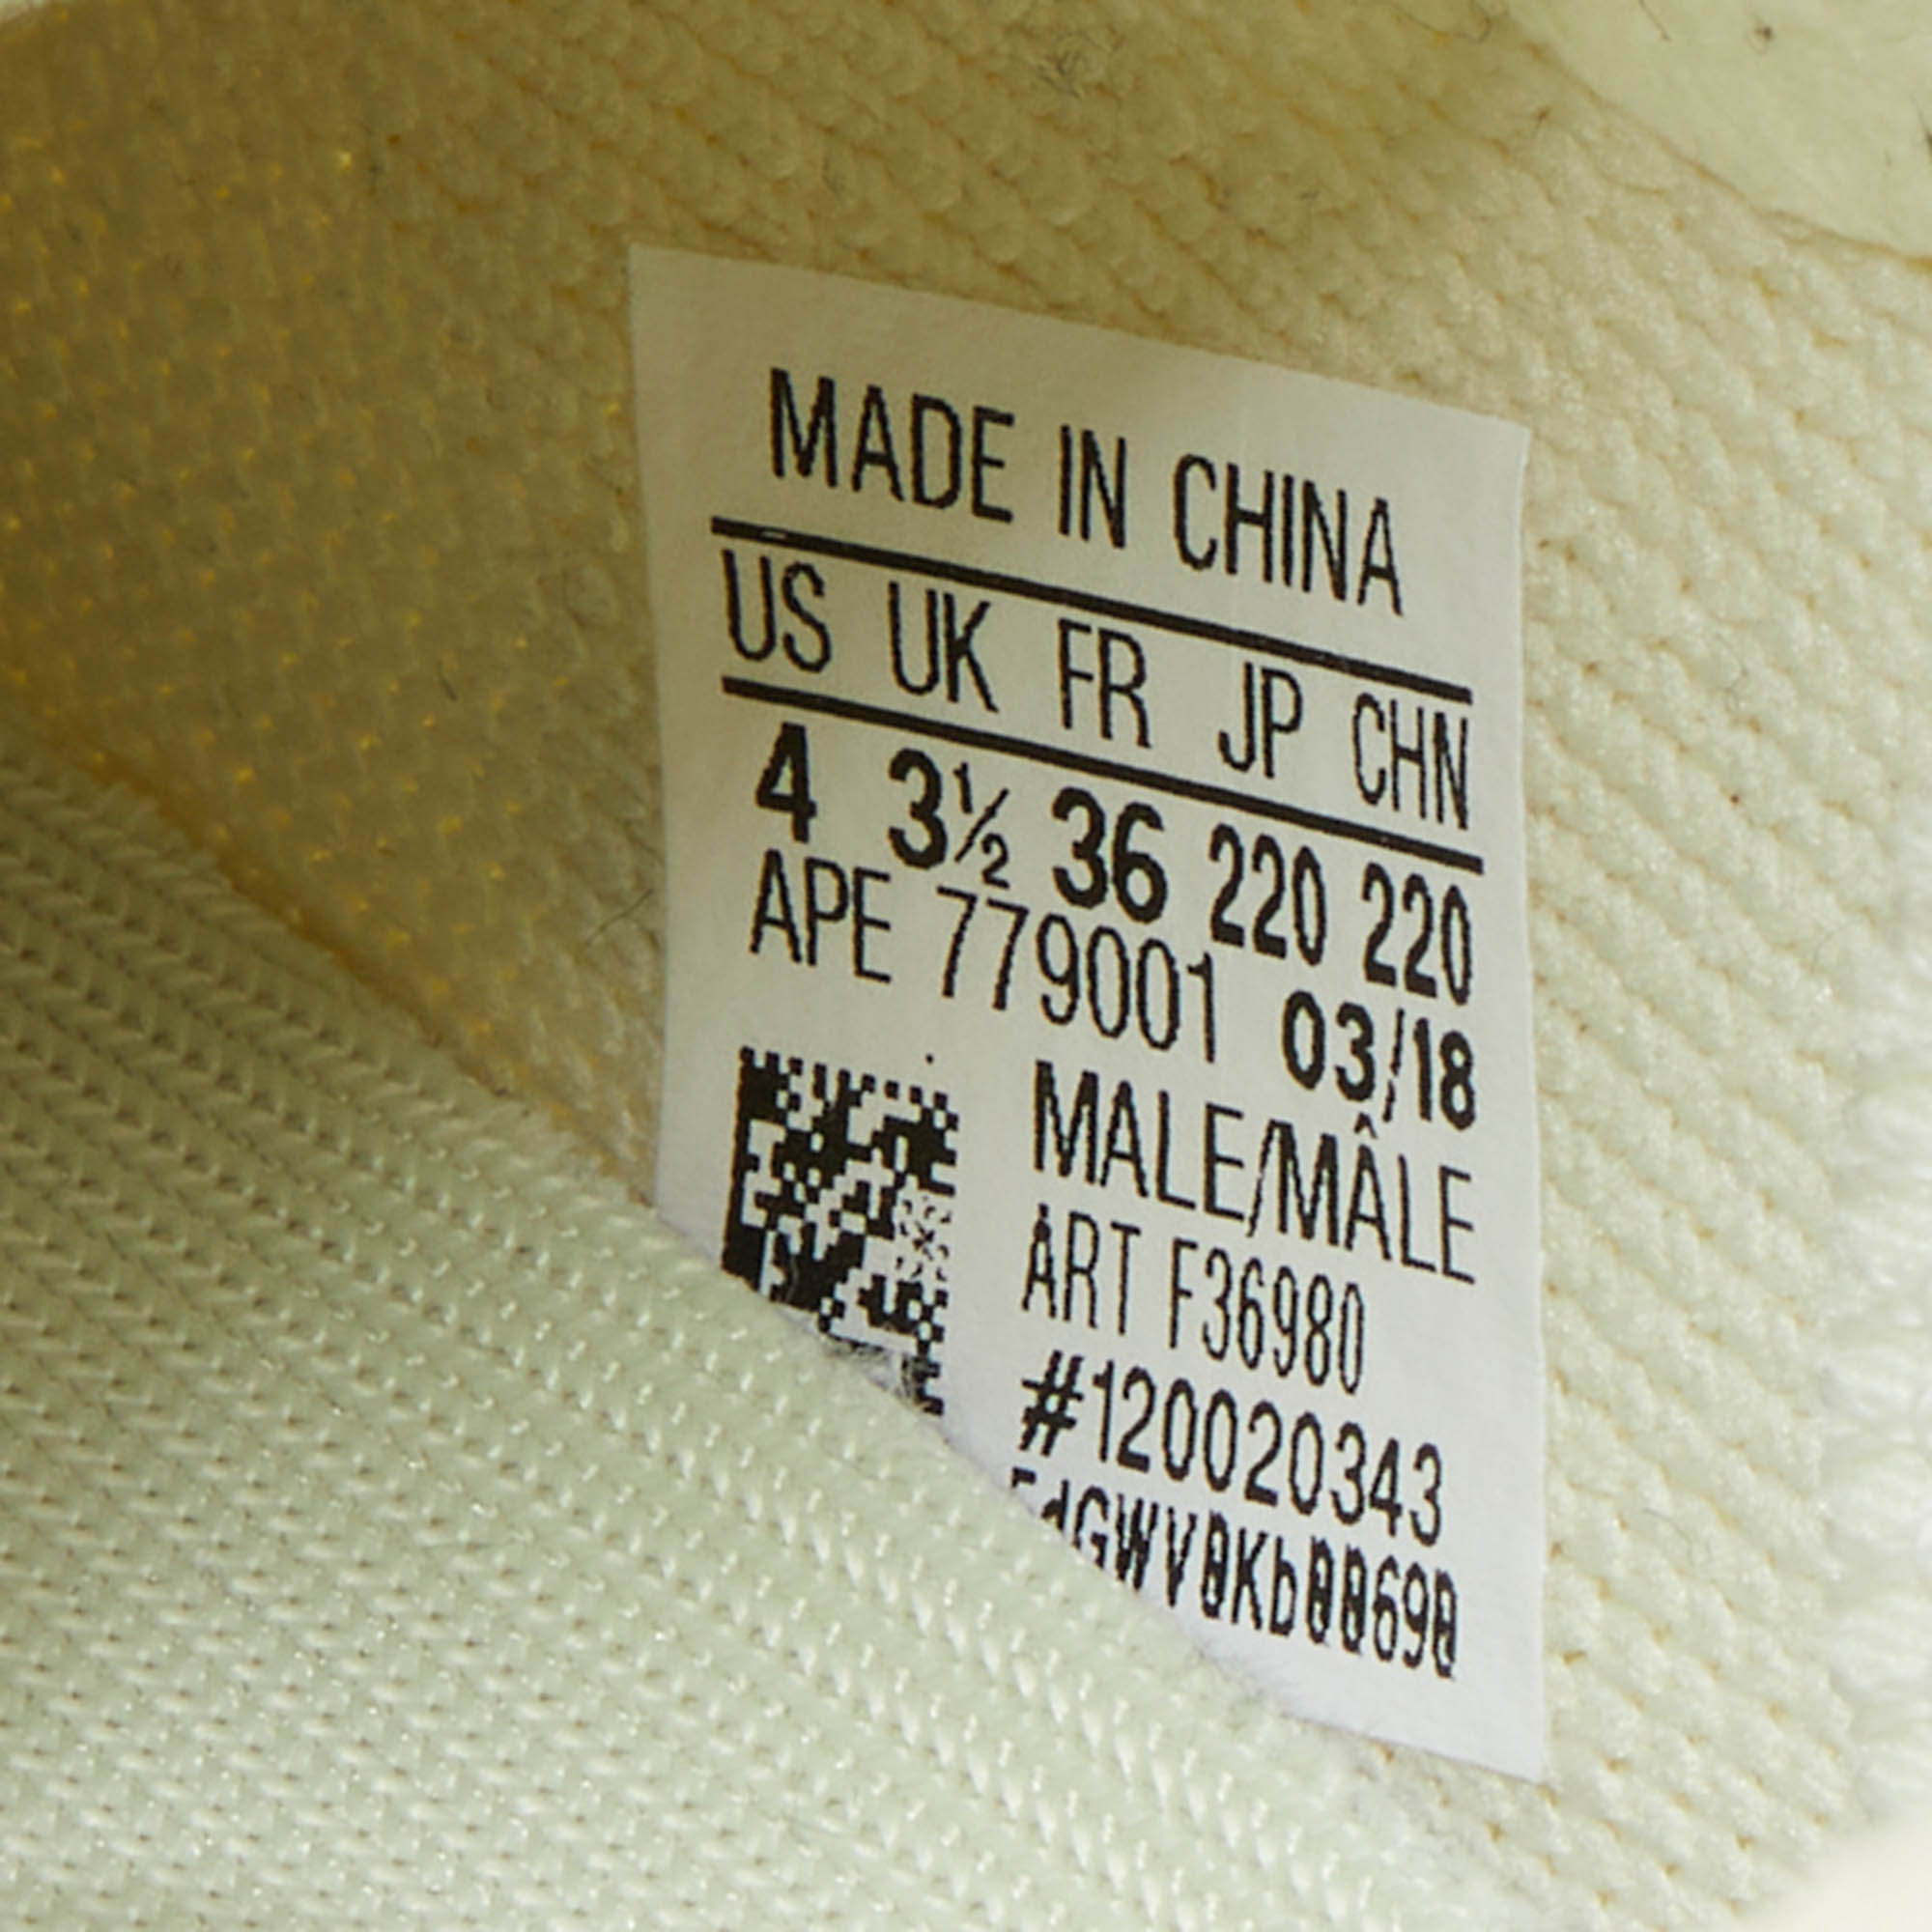 MADE IN CHINA
US UK FR JP CHN
4 3½ 36 220 220
APE 779001 03/18
MALE/MÂLE
ART F36980
#120020343